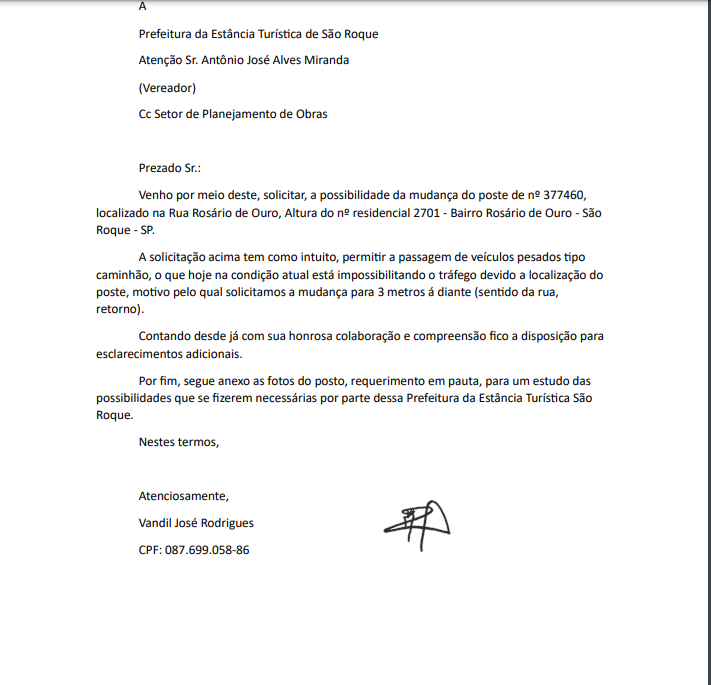 A
Prefeitura da Estância Turística de São Roque
Atenção Sr. Antônio José Alves Miranda
(Vereador)
Cc Setor de Planejamento de Obras
Prezado Sr.:
Venho por meio deste, solicitar, a possibilidade da mudança do poste de nº 377460,
localizado na Rua Rosário de Ouro, Altura do nº residencial 2701 - Bairro Rosário de Ouro - São
Roque - SP.
A solicitação acima tem como intuito, permitir a passagem de veículos pesados tipo
caminhão, o que hoje na condição atual está impossibilitando o tráfego devido a localização do
poste, motivo pelo qual solicitamos a mudança para 3 metros á diante (sentido da rua,
retorno).
Contando desde já com sua honrosa colaboração e compreensão fico a disposição para
esclarecimentos adicionais.
Por fim, segue anexo as fotos do posto, requerimento em pauta, para um estudo das
possibilidades que se fizerem necessárias por parte dessa Prefeitura da Estância Turística São
Roque.
Nestes termos,
Atenciosamente,
Vandil José Rodrigues
CPF: 087.699.058-86